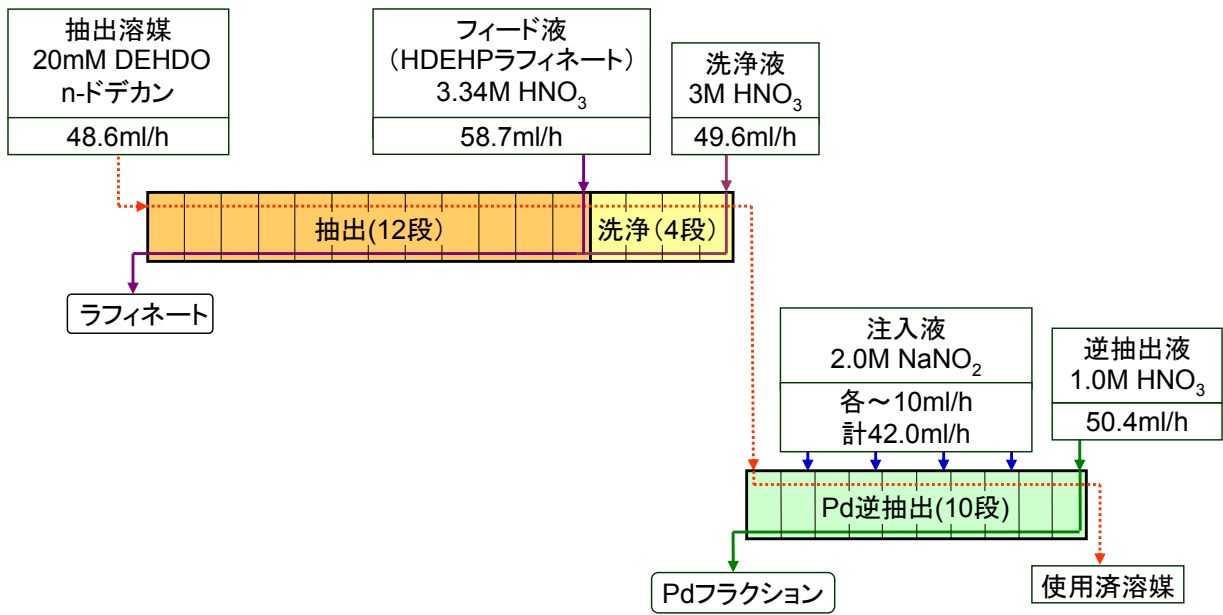 抽出溶媒
20mM DEHDO
n-ドデカン
48.6ml/h
フィード液
（HDEHPラフィネート）
3.34M HNO₃
58.7ml/h
洗浄液
3M HNO₃
49.6ml/h
抽出(12段）
洗浄（4段）
ラフィネート
注入液
2.0M NaNO₂
各～10ml/h
計42.0ml/h
逆抽出液
1.0M HNO₃
50.4ml/h
Pd逆抽出(10段)
Pdフラクション
使用済溶媒